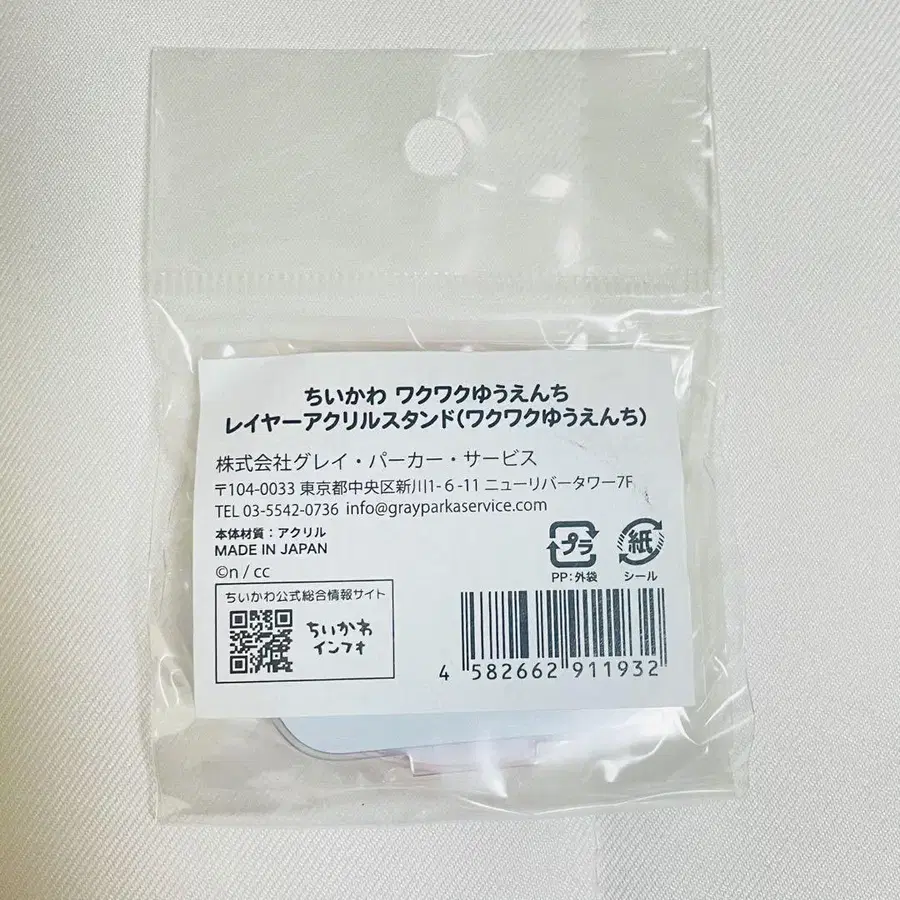 ちいかわ ワクワクゆうえんち
レイヤーアクリルスタンド(ワクワクゆうえんち)
株式会社グレイ・パーカー・サービス
〒104-0033 東京都中央区新川1-6-11 ニューリバータワー7F
TEL 03-5542-0736 info@grayparkaservice.com
本体材質：アクリル
MADE IN JAPAN
©n / cc
プラ
PP：外袋
紙
シール
ちいかわ公式総合情報サイト
ちいかわ
インフォ
4 582662 911932